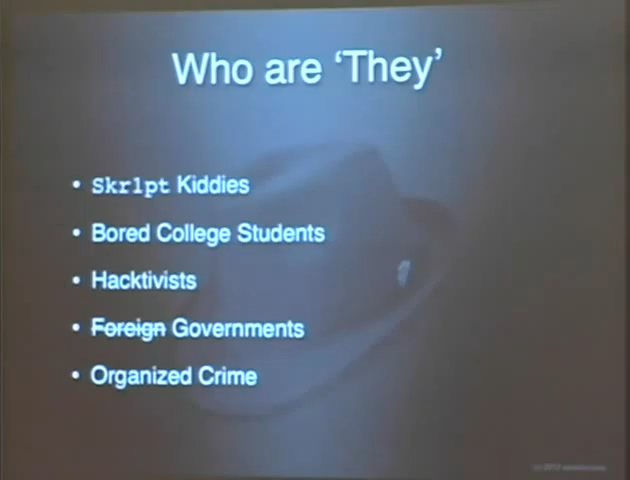 Who are ‘They’
• Skr1pt Kiddies
• Bored College Students
• Hacktivists
• Foreign Governments
• Organized Crime